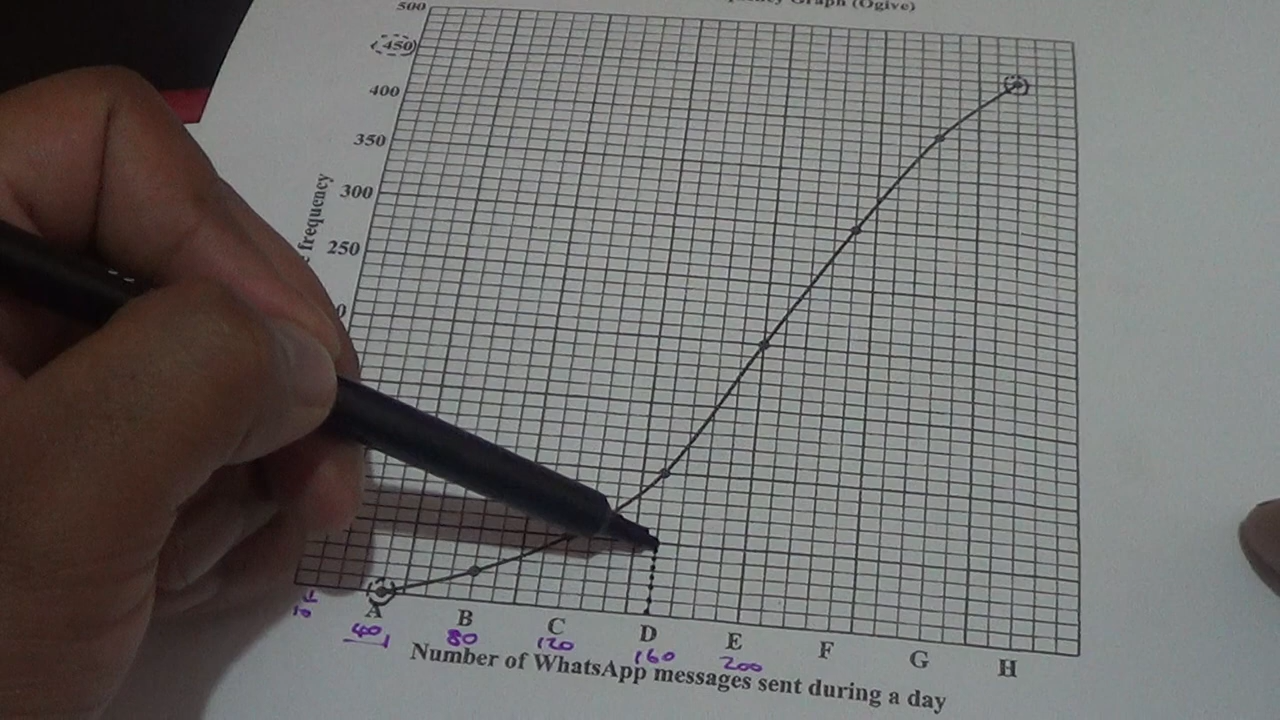 Graph (Ogive)
500
450
400
350
300
250
frequency
A B C D E F G H
10
40 80 120 160 200
Number of WhatsApp messages sent during a day